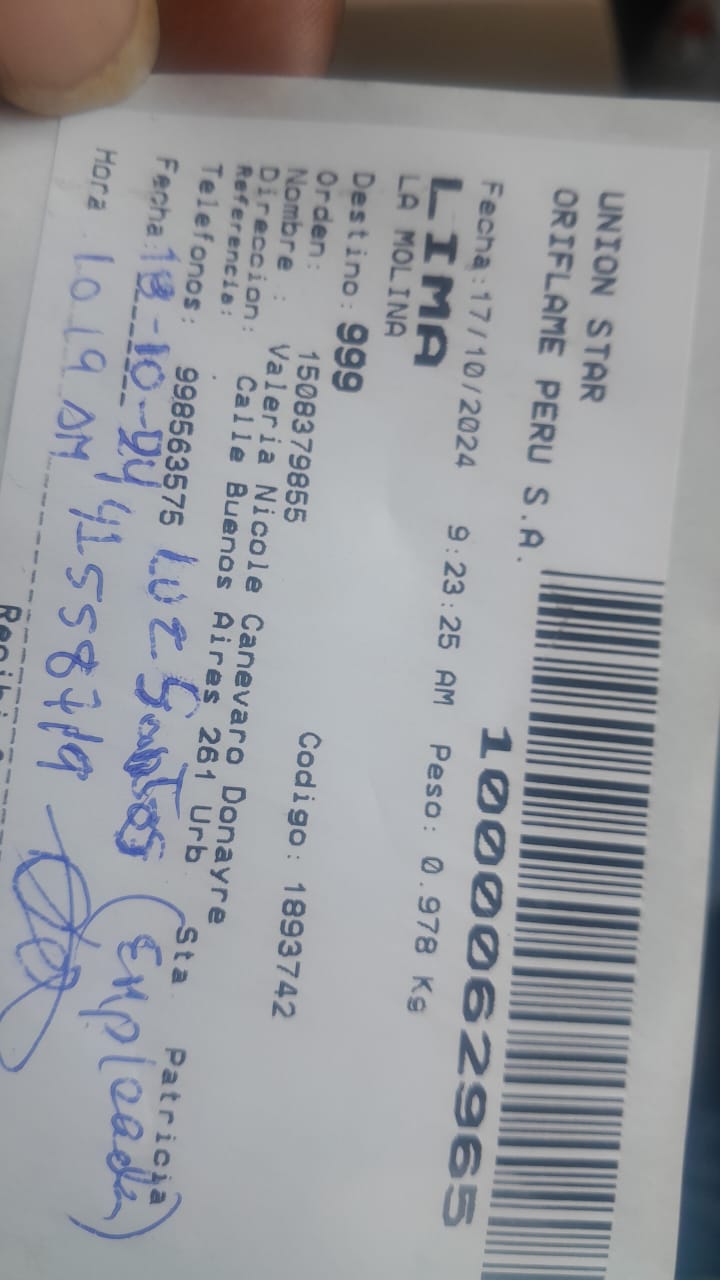 UNION STAR
ORIFLAME PERU S.A.
1000062965
Fecha:17/10/2024 9:23:25 AM Peso: 0.978 Kg
LIMA
LA MOLINA
Destino: 999
Orden: 1508379855 Codigo: 1893742
Nombre : Valeria Nicole Canevaro Donayre
Direccion: Calle Buenos Aires 261 Urb Sta Patricia
Referencia: .
Telefonos: 998563575
Fecha: 18-10-24 Luz Santos (Empleada)
Hora : 10 19 AM